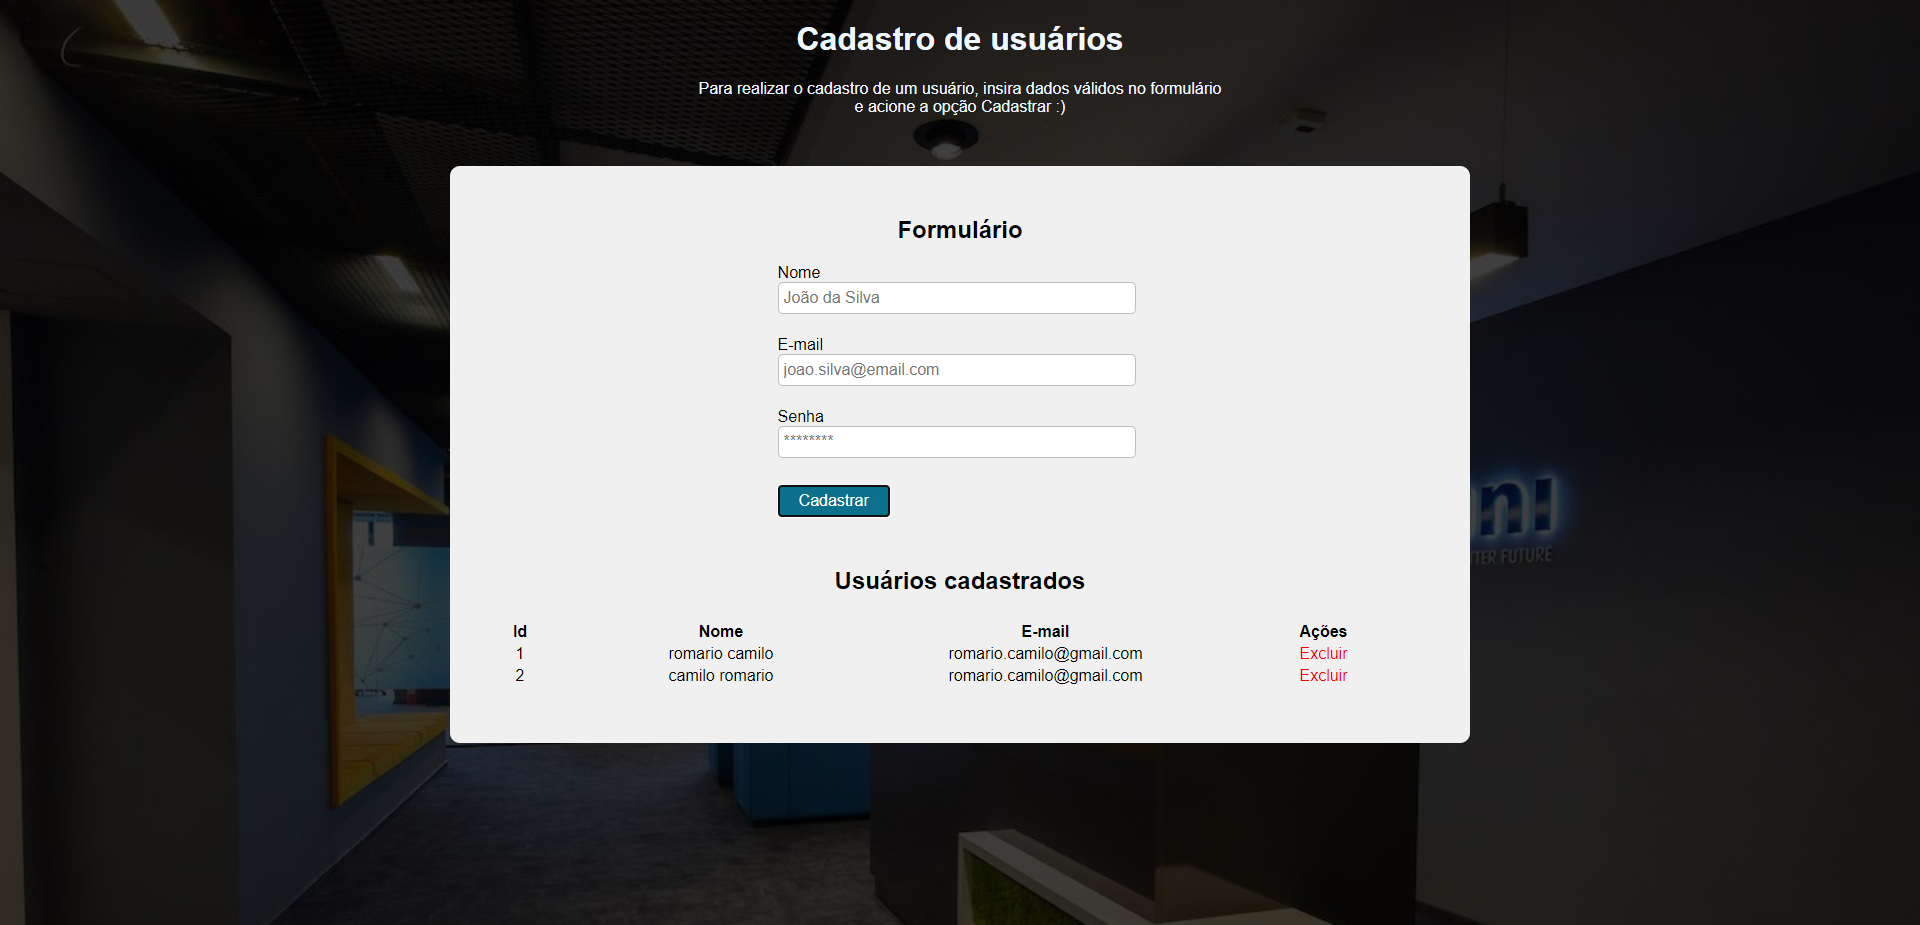 Cadastro de usuários
Para realizar o cadastro de um usuário, insira dados válidos no formulário
e acione a opção Cadastrar :)
Formulário
Nome
João da Silva
E-mail
joao.silva@email.com
Senha
********
Cadastrar
Usuários cadastrados
Id Nome E-mail Ações
1 romario camilo romario.camilo@gmail.com Excluir
2 camilo romario romario.camilo@gmail.com Excluir
FUTURE